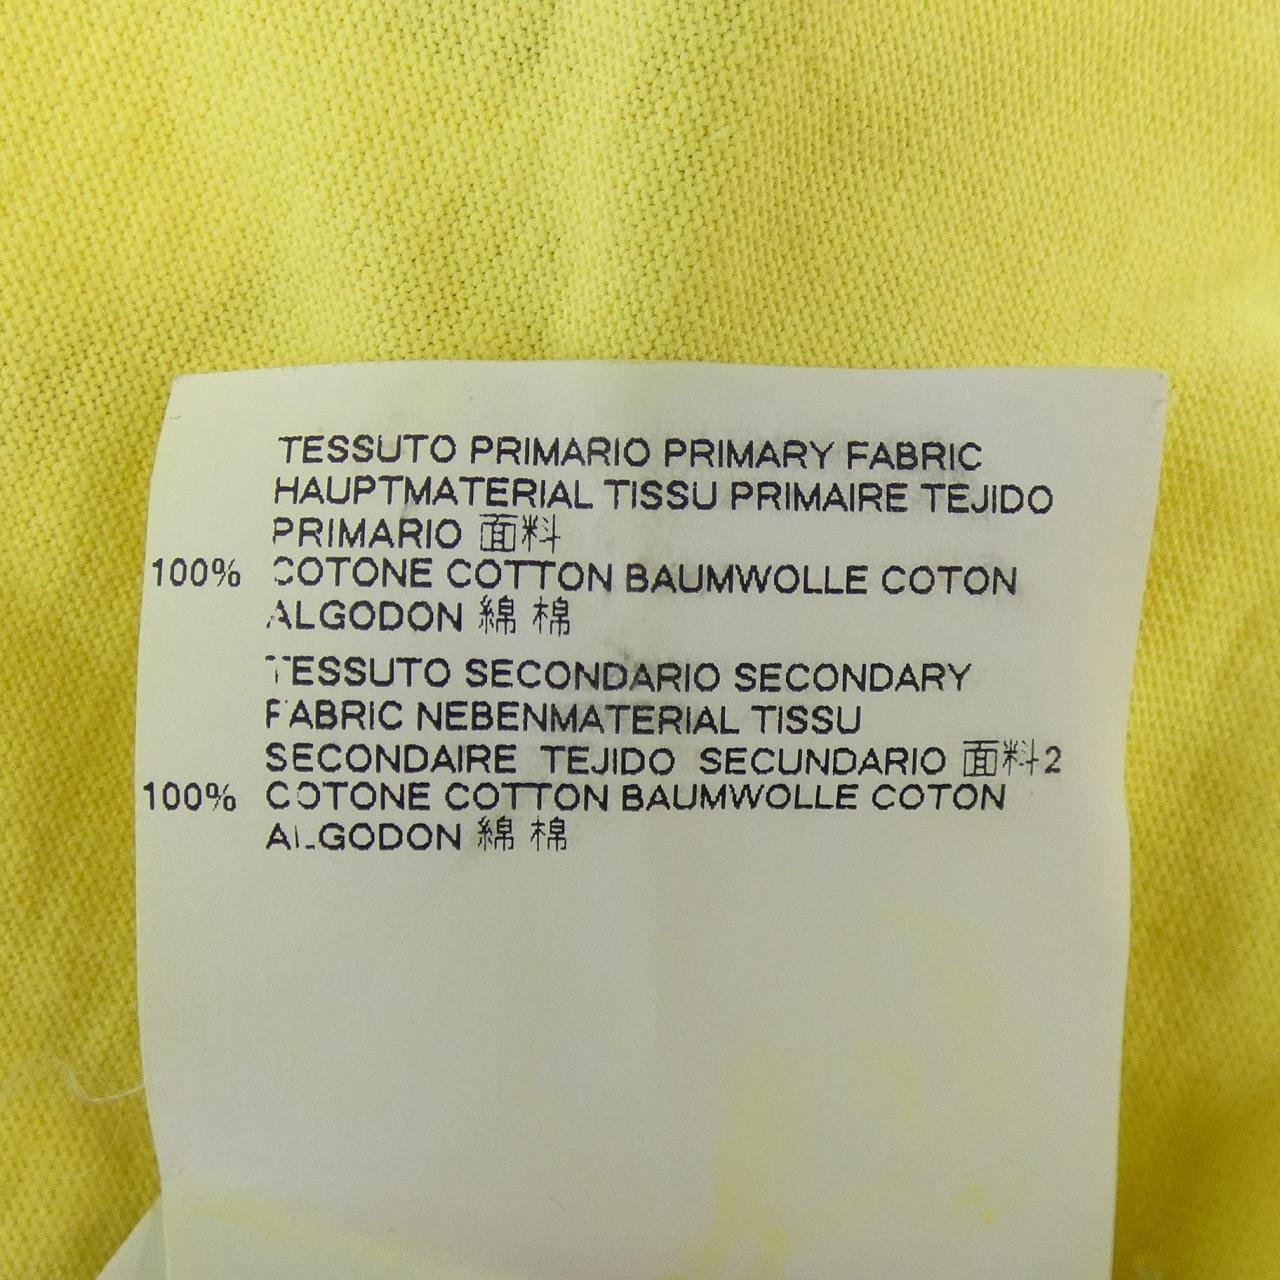 TESSUTO PRIMARIO PRIMARY FABRIC
HAUPTMATERIAL TISSU PRIMAIRE TEJIDO
PRIMARIO 面料
100% COTONE COTTON BAUMWOLLE COTON
ALGODON 綿 棉
TESSUTO SECONDARIO SECONDARY
FABRIC NEBENMATERIAL TISSU
SECONDAIRE TEJIDO SECUNDARIO 面料2
100% COTONE COTTON BAUMWOLLE COTON
ALGODON 綿 棉